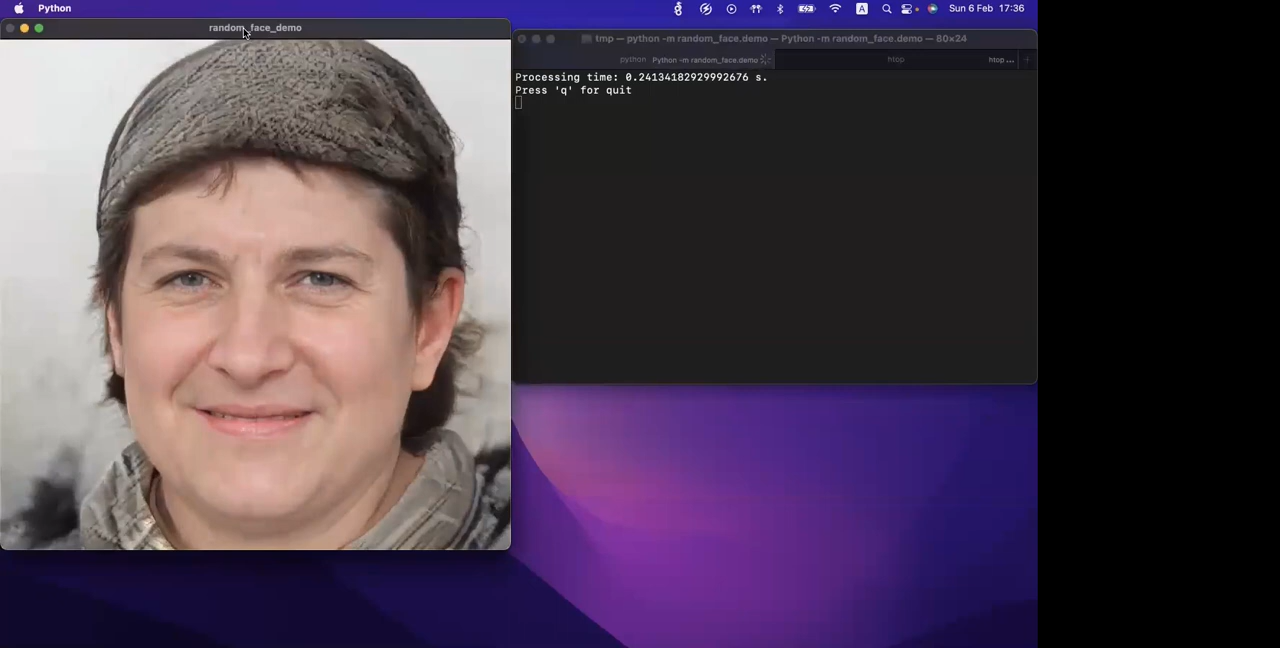 Python
A
Sun 6 Feb 17:36
random_face_demo
tmp — python -m random_face.demo — Python -m random_face.demo — 80×24
python Python -m random_face.demo
htop
htop ...
Processing time: 0.24134182929992676 s.
Press 'q' for quit